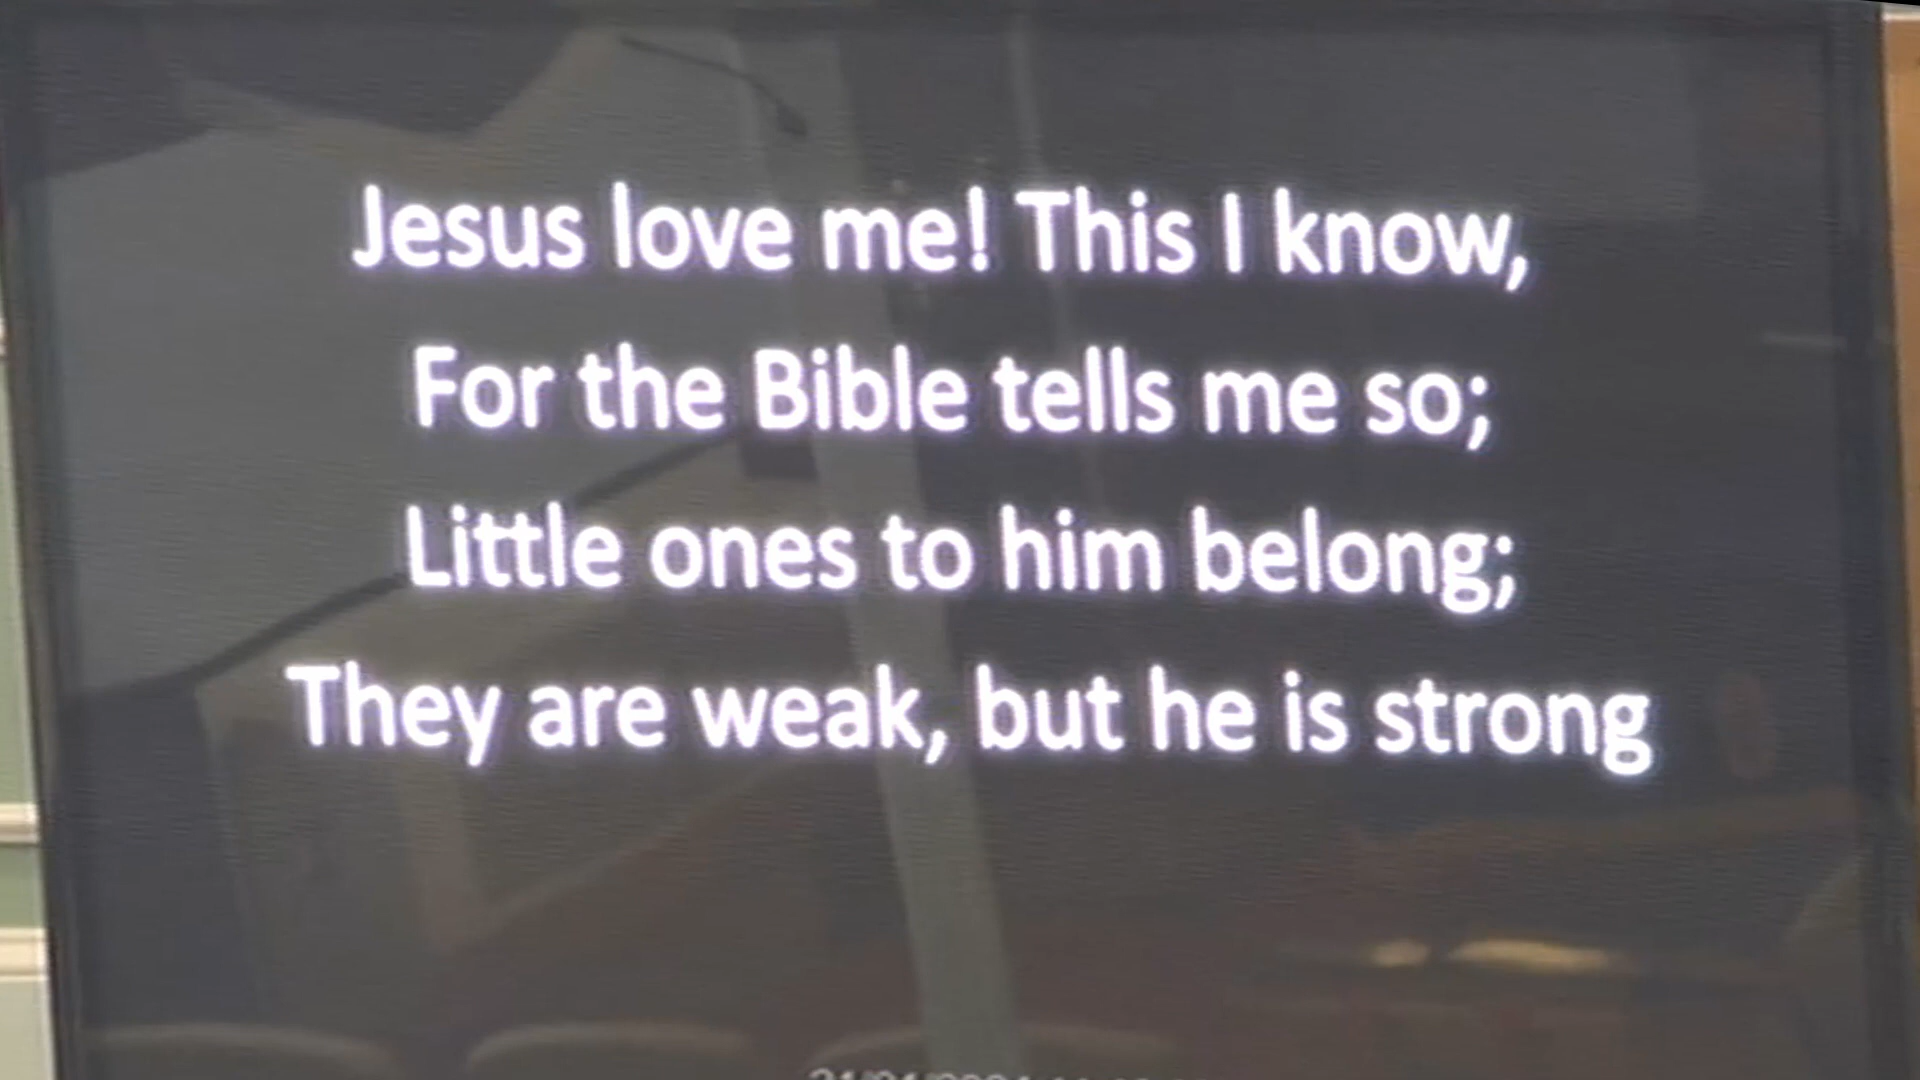 Jesus love me! This I know,
For the Bible tells me so;
Little ones to him belong;
They are weak, but he is strong